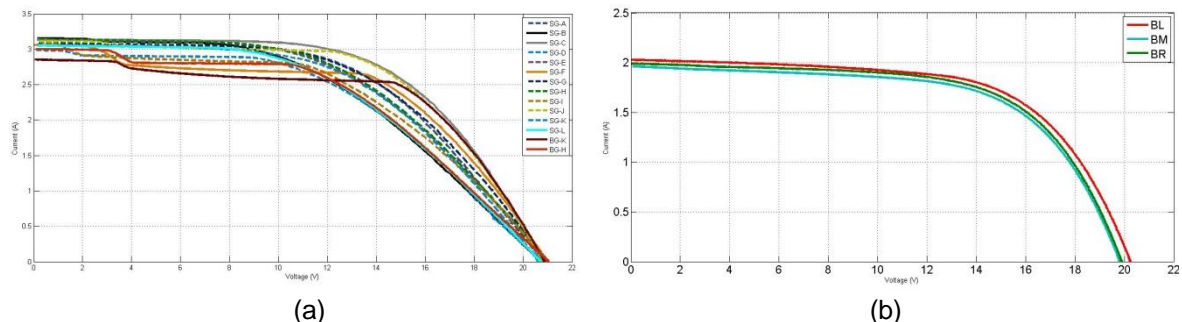 3.5
3
2.5
2
1.5
1
0.5
0
Current (A)
0 2 4 6 8 10 12 14 16 18 20 22
Voltage (V)
SG-A
SG-B
SG-C
SG-D
SG-E
SG-F
SG-G
SG-H
SG-I
SG-J
SG-K
SG-L
BG-K
BG-H
(a)
2.5
2
1.5
1
0.5
0
Current (A)
0 2 4 6 8 10 12 14 16 18 20 22
Voltage (V)
BL
BM
BR
(b)